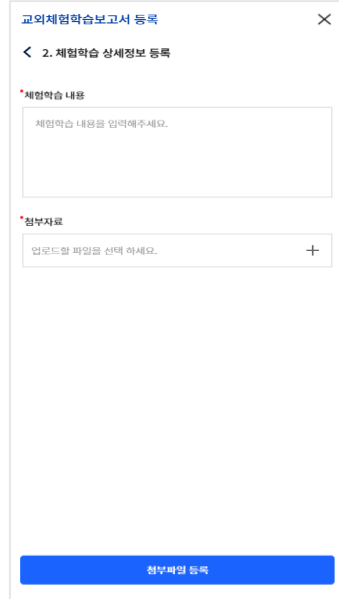 교외체험학습보고서 등록
2. 체험학습 상세정보 등록
*체험학습 내용
체험학습 내용을 입력해주세요.
*첨부자료
업로드할 파일을 선택 하세요.
첨부파일 등록